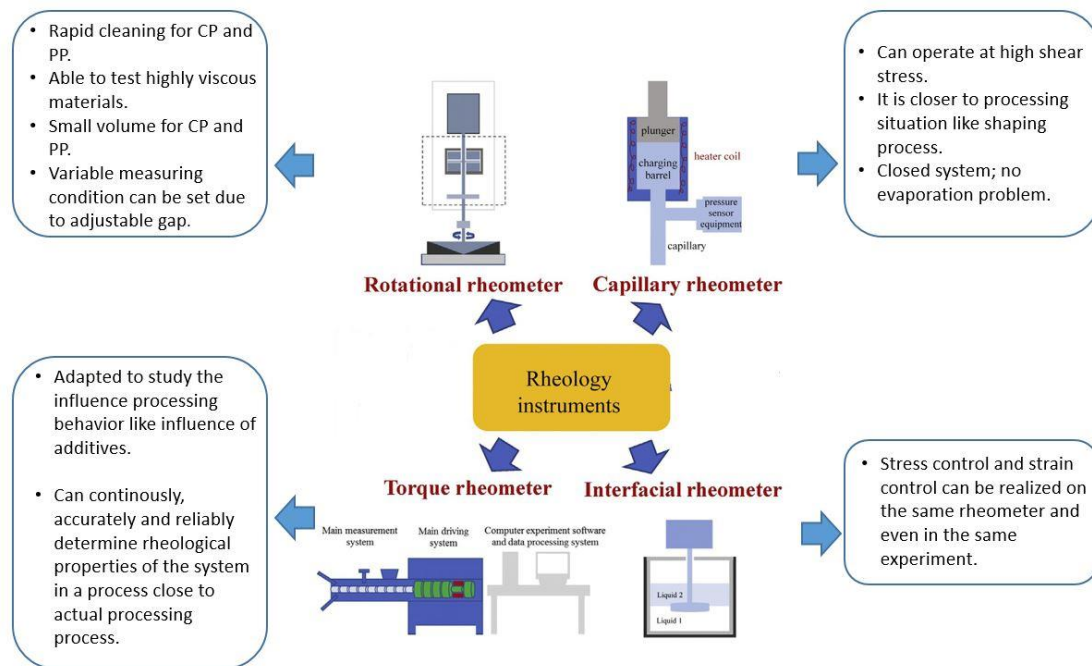 • Rapid cleaning for CP and
PP.
• Able to test highly viscous
materials.
• Small volume for CP and
PP.
• Variable measuring
condition can be set due
to adjustable gap.
plunger
charging
barrel
heater coil
pressure
sensor
equipment
capillary
• Can operate at high shear
stress.
• It is closer to processing
situation like shaping
process.
• Closed system; no
evaporation problem.
Rotational rheometer
Capillary rheometer
Rheology
instruments
• Adapted to study the
influence processing
behavior like influence of
additives.
• Can continously,
accurately and reliably
determine rheological
properties of the system
in a process close to
actual processing
process.
Torque rheometer
Interfacial rheometer
Main measurement
system
Main driving
system
Computer experiment software
and data processing system
Liquid 2
Liquid 1
• Stress control and strain
control can be realized on
the same rheometer and
even in the same
experiment.